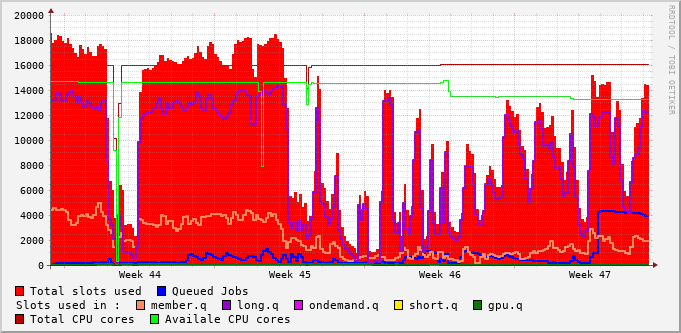 20000
18000
16000
14000
12000
10000
8000
6000
4000
2000
0
RRDTOOL / TOBI OETIKER
Week 44 Week 45 Week 46 Week 47
Total slots used Queued Jobs
Slots used in : member.q long.q ondemand.q short.q gpu.q
Total CPU cores Availale CPU cores